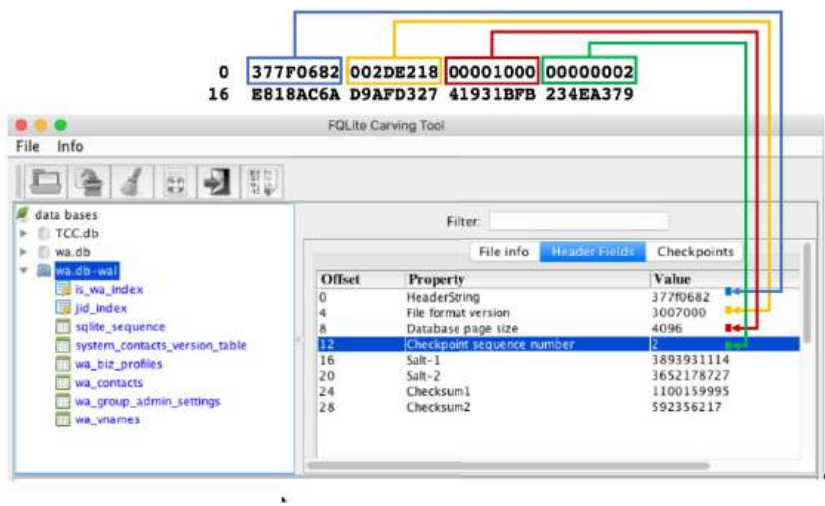 0 377F0682 002DE218 00001000 00000002
16 E818AC6A D9AFD327 41931BFB 234EA379
FQLite Carving Tool
File Info
data bases
TCC.db
wa.db
wa.db-wal
is_wa_index
jid_index
sqlite_sequence
system_contacts_version_table
wa_biz_profiles
wa_contacts
wa_group_admin_settings
wa_vnames
Filter:
File info Header Fields Checkpoints
Offset Property Value
0 HeaderString 377f0682
4 File format version 3007000
8 Database page size 4096
12 Checkpoint sequence number 2
16 Salt-1 3893931114
20 Salt-2 3652178727
24 Checksum1 1100159995
28 Checksum2 592356217